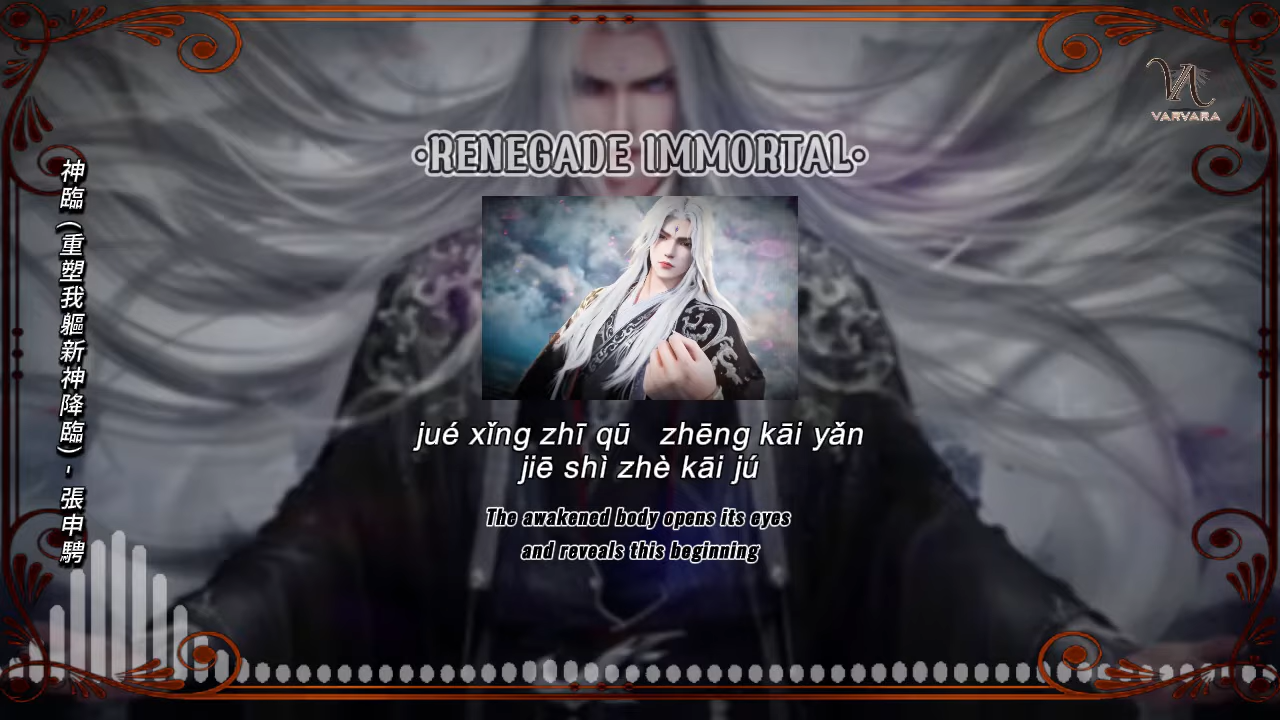 VARVARA
•RENEGADE IMMORTAL•
神臨(重塑我軀新神降臨) - 張申騁
jué xǐng zhī qū zhēng kāi yǎn
jiē shì zhè kāi jú
The awakened body opens its eyes
and reveals this beginning